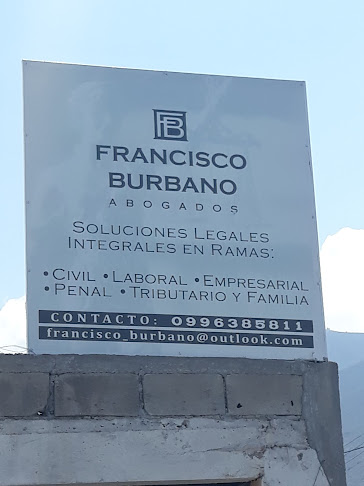 FB
FRANCISCO
BURBANO
ABOGADOS
SOLUCIONES LEGALES
INTEGRALES EN RAMAS:
•CIVIL •LABORAL •EMPRESARIAL
•PENAL •TRIBUTARIO Y FAMILIA
CONTACTO: 0996385811
francisco_burbano@outlook.com